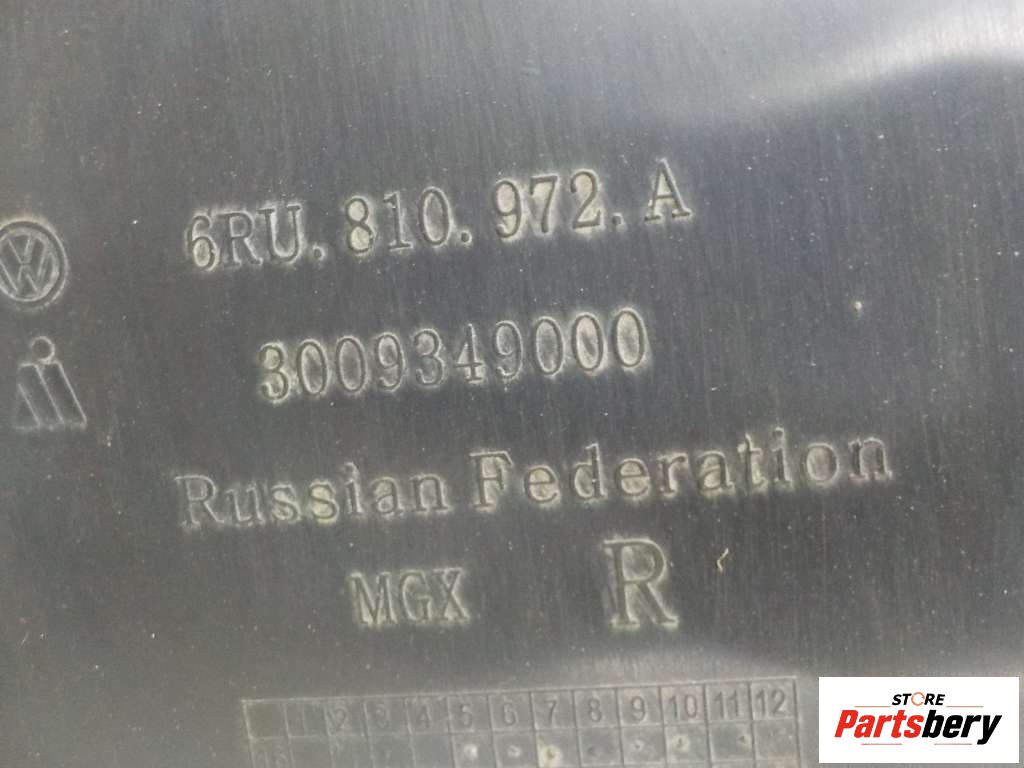 6RU.810.972.A
VW
3009349000
Russian Federation
MGX R
1 2 3 4 5 6 7 8 9 10 11 12
STORE
Partsbery